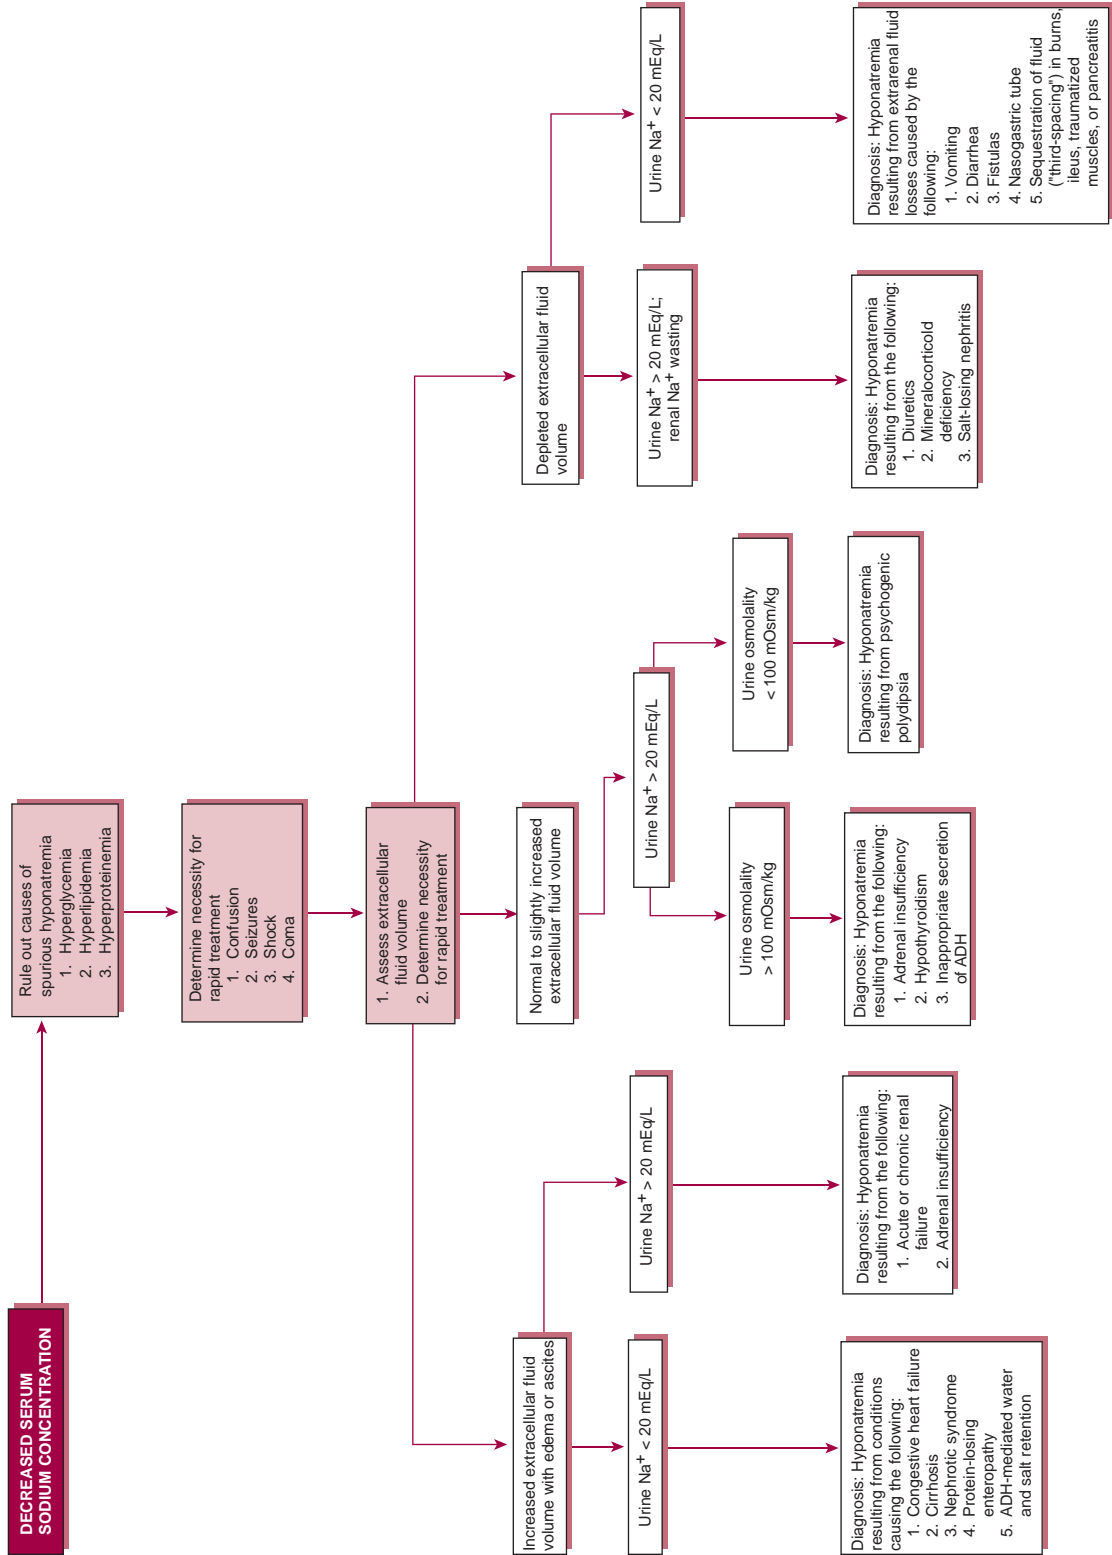 DECREASED SERUM
SODIUM CONCENTRATION
Rule out causes of
spurious hyponatremia
1. Hyperglycemia
2. Hyperlipidemia
3. Hyperproteinemia
Determine necessity for
rapid treatment
1. Confusion
2. Seizures
3. Shock
4. Coma
1. Assess extracellular
fluid volume
2. Determine necessity
for rapid treatment
Increased extracellular fluid
volume with edema or ascites
Normal to slightly increased
extracellular fluid volume
Depleted extracellular fluid
volume
Urine Na+ < 20 mEq/L
Urine Na+ > 20 mEq/L
Urine Na+ > 20 mEq/L
Urine Na+ > 20 mEq/L;
renal Na+ wasting
Urine Na+ < 20 mEq/L
Urine osmolality
> 100 mOsm/kg
Urine osmolality
< 100 mOsm/kg
Diagnosis: Hyponatremia
resulting from conditions
causing the following:
1. Congestive heart failure
2. Cirrhosis
3. Nephrotic syndrome
4. Protein-losing
enteropathy
5. ADH-mediated water
and salt retention
Diagnosis: Hyponatremia
resulting from the following:
1. Acute or chronic renal
failure
2. Adrenal insufficiency
Diagnosis: Hyponatremia
resulting from the following:
1. Adrenal insufficiency
2. Hypothyroidism
3. Inappropriate secretion
of ADH
Diagnosis: Hyponatremia
resulting from psychogenic
polydipsia
Diagnosis: Hyponatremia
resulting from the following:
1. Diuretics
2. Mineralocorticold
deficiency
3. Salt-losing nephritis
Diagnosis: Hyponatremia
resulting from extrarenal fluid
losses caused by the
following:
1. Vomiting
2. Diarrhea
3. Fistulas
4. Nasogastric tube
5. Sequestration of fluid
("third-spacing") in burns,
ileus, traumatized
muscles, or pancreatitis